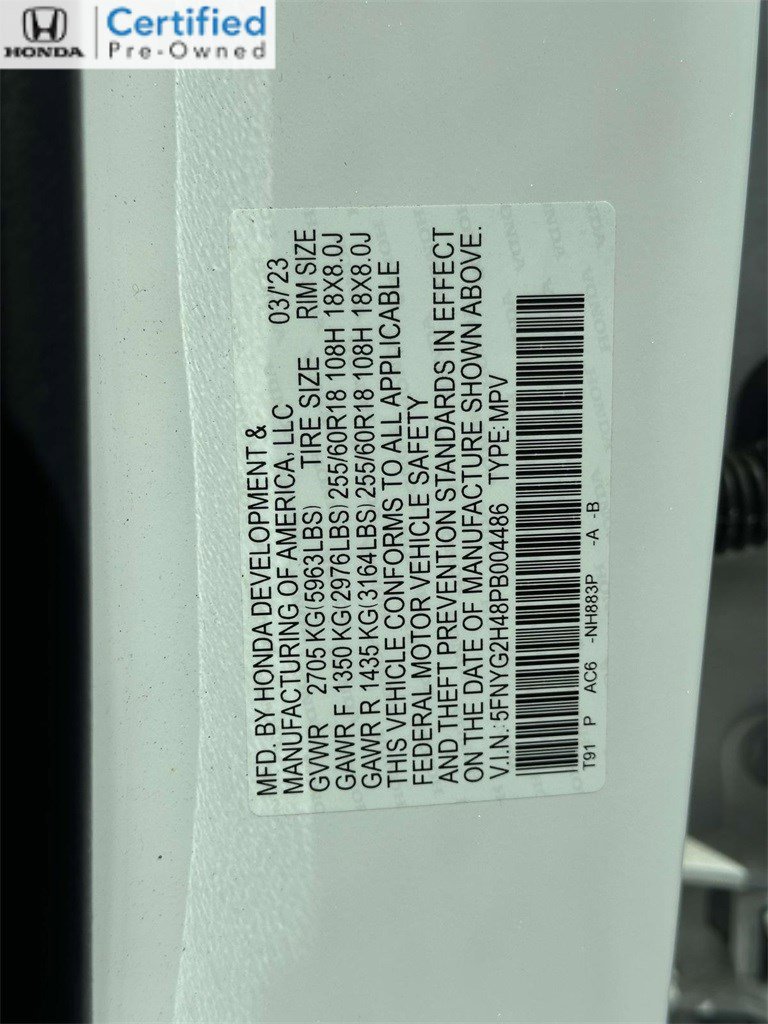 HONDA
Certified
Pre-Owned
MFD. BY HONDA DEVELOPMENT &
MANUFACTURING OF AMERICA, LLC 03/'23
GVWR 2705 KG(5963LBS) TIRE SIZE RIM SIZE
GAWR F 1350 KG(2976LBS) 255/60R18 108H 18X8.0J
GAWR R 1435 KG(3164LBS) 255/60R18 108H 18X8.0J
THIS VEHICLE CONFORMS TO ALL APPLICABLE
FEDERAL MOTOR VEHICLE SAFETY
AND THEFT PREVENTION STANDARDS IN EFFECT
ON THE DATE OF MANUFACTURE SHOWN ABOVE.
V.I.N.: 5FNYG2H48PB004486 TYPE: MPV
T91 P AC6 -NH883P -A -B